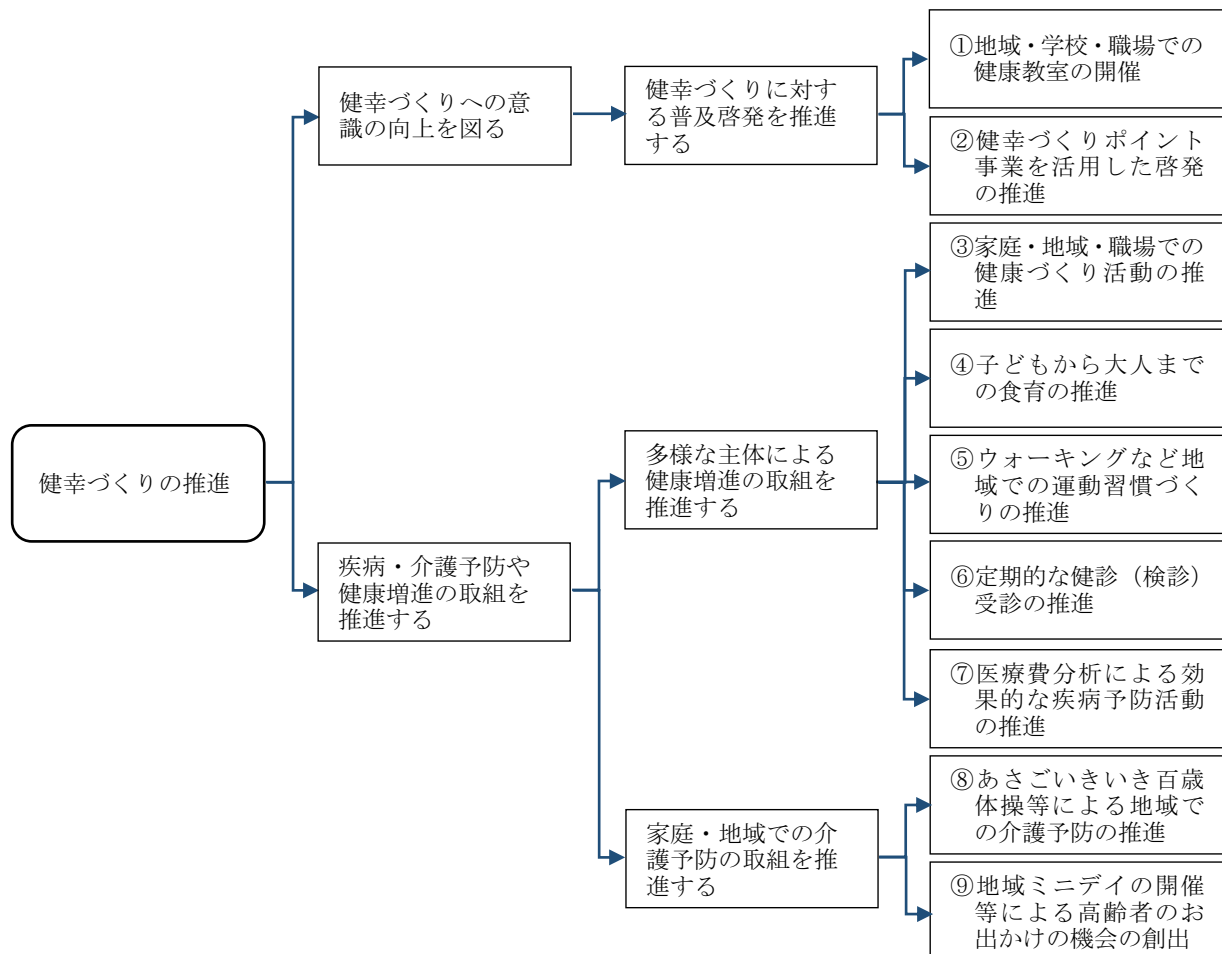 健幸づくりの推進
健幸づくりへの意
識の向上を図る
疾病・介護予防や
健康増進の取組を
推進する
健幸づくりに対す
る普及啓発を推進
する
多様な主体による
健康増進の取組を
推進する
家庭・地域での介
護予防の取組を推
進する
①地域・学校・職場での
健康教室の開催
②健幸づくりポイント
事業を活用した啓発
の推進
③家庭・地域・職場での
健康づくり活動の推
進
④子どもから大人まで
の食育の推進
⑤ウォーキングなど地
域での運動習慣づく
りの推進
⑥定期的な健診（検診）
受診の推進
⑦医療費分析による効
果的な疾病予防活動
の推進
⑧あさごいきいき百歳
体操等による地域で
の介護予防の推進
⑨地域ミニデイの開催
等による高齢者のお
出かけの機会の創出